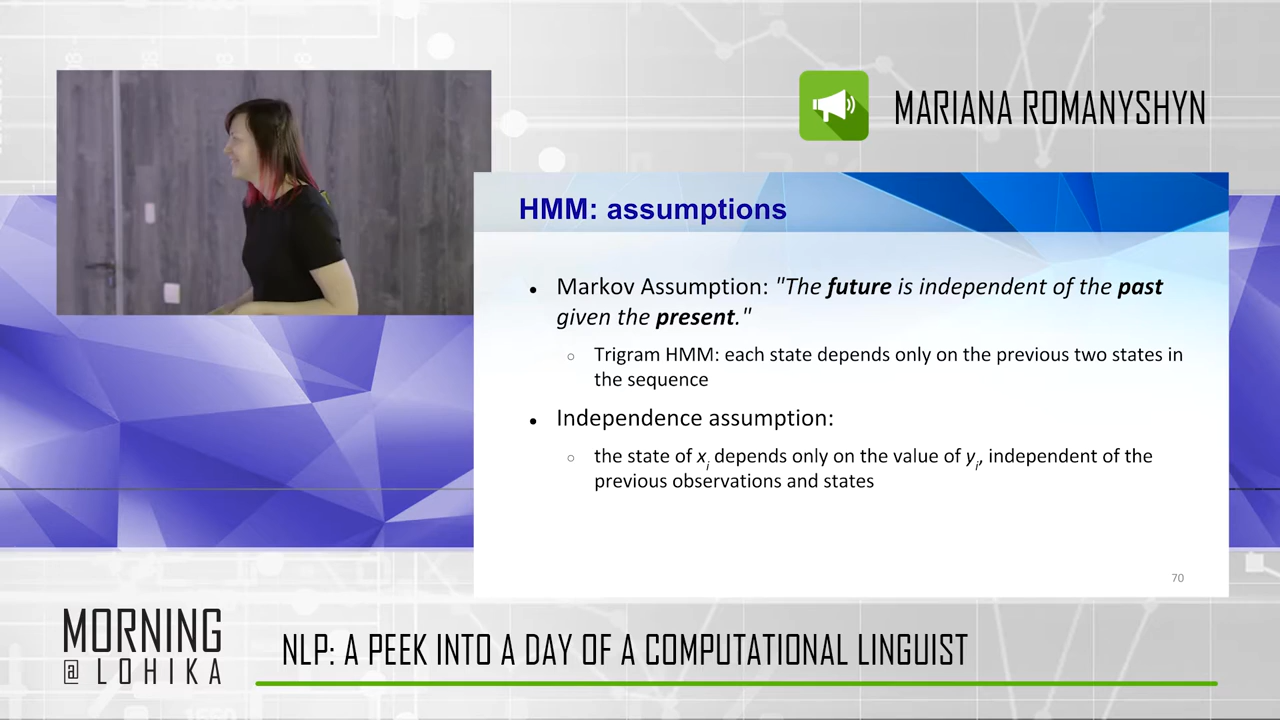 MARIANA ROMANYSHYN
HMM: assumptions
• Markov Assumption: "The future is independent of the past
given the present."
○ Trigram HMM: each state depends only on the previous two states in
the sequence
• Independence assumption:
○ the state of xi depends only on the value of yi, independent of the
previous observations and states
70
MORNING
@ LOHIKA
NLP: A PEEK INTO A DAY OF A COMPUTATIONAL LINGUIST